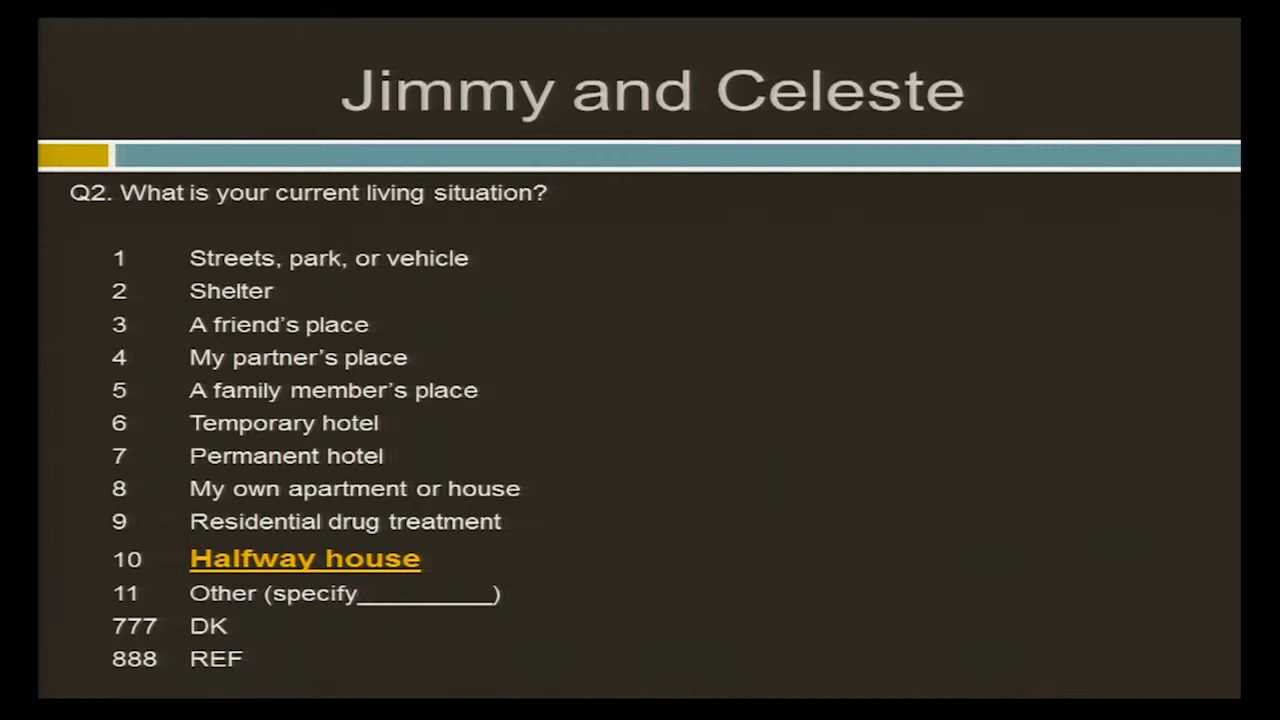 Jimmy and Celeste
Q2. What is your current living situation?
1 Streets, park, or vehicle
2 Shelter
3 A friend’s place
4 My partner’s place
5 A family member’s place
6 Temporary hotel
7 Permanent hotel
8 My own apartment or house
9 Residential drug treatment
10 Halfway house
11 Other (specify__________)
777 DK
888 REF